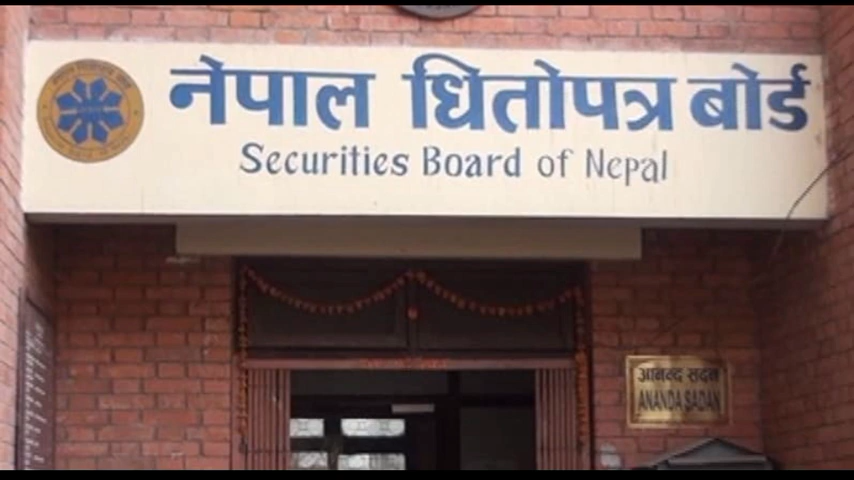 नेपाल धितोपत्र बोर्ड
Securities Board of Nepal
आनन्द सदन
ANANDA SADAN